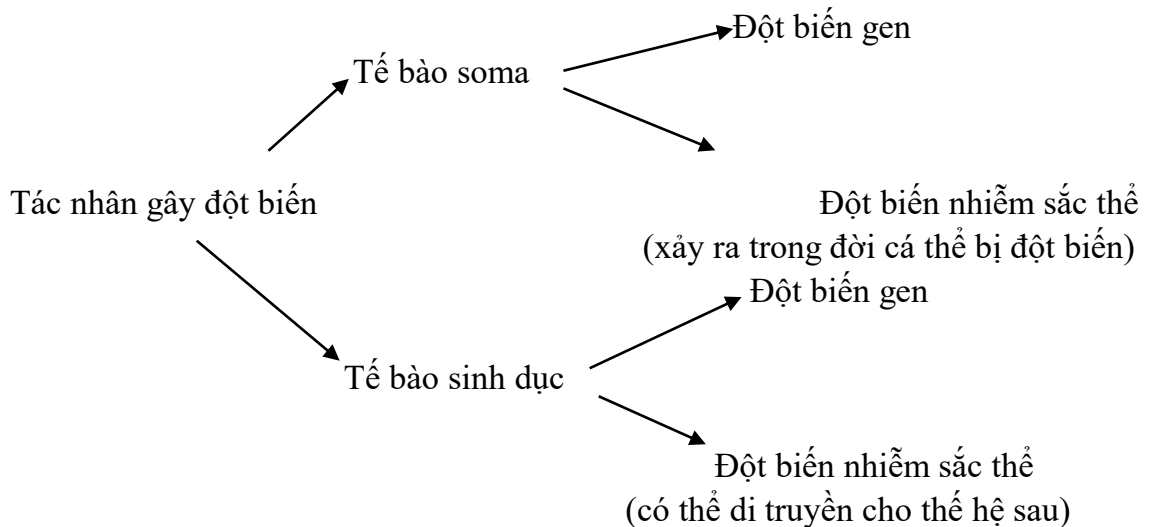 Đột biến gen
Tế bào soma
Tác nhân gây đột biến
Đột biến nhiễm sắc thể
(xảy ra trong đời cá thể bị đột biến)
Đột biến gen
Tế bào sinh dục
Đột biến nhiễm sắc thể
(có thể di truyền cho thế hệ sau)